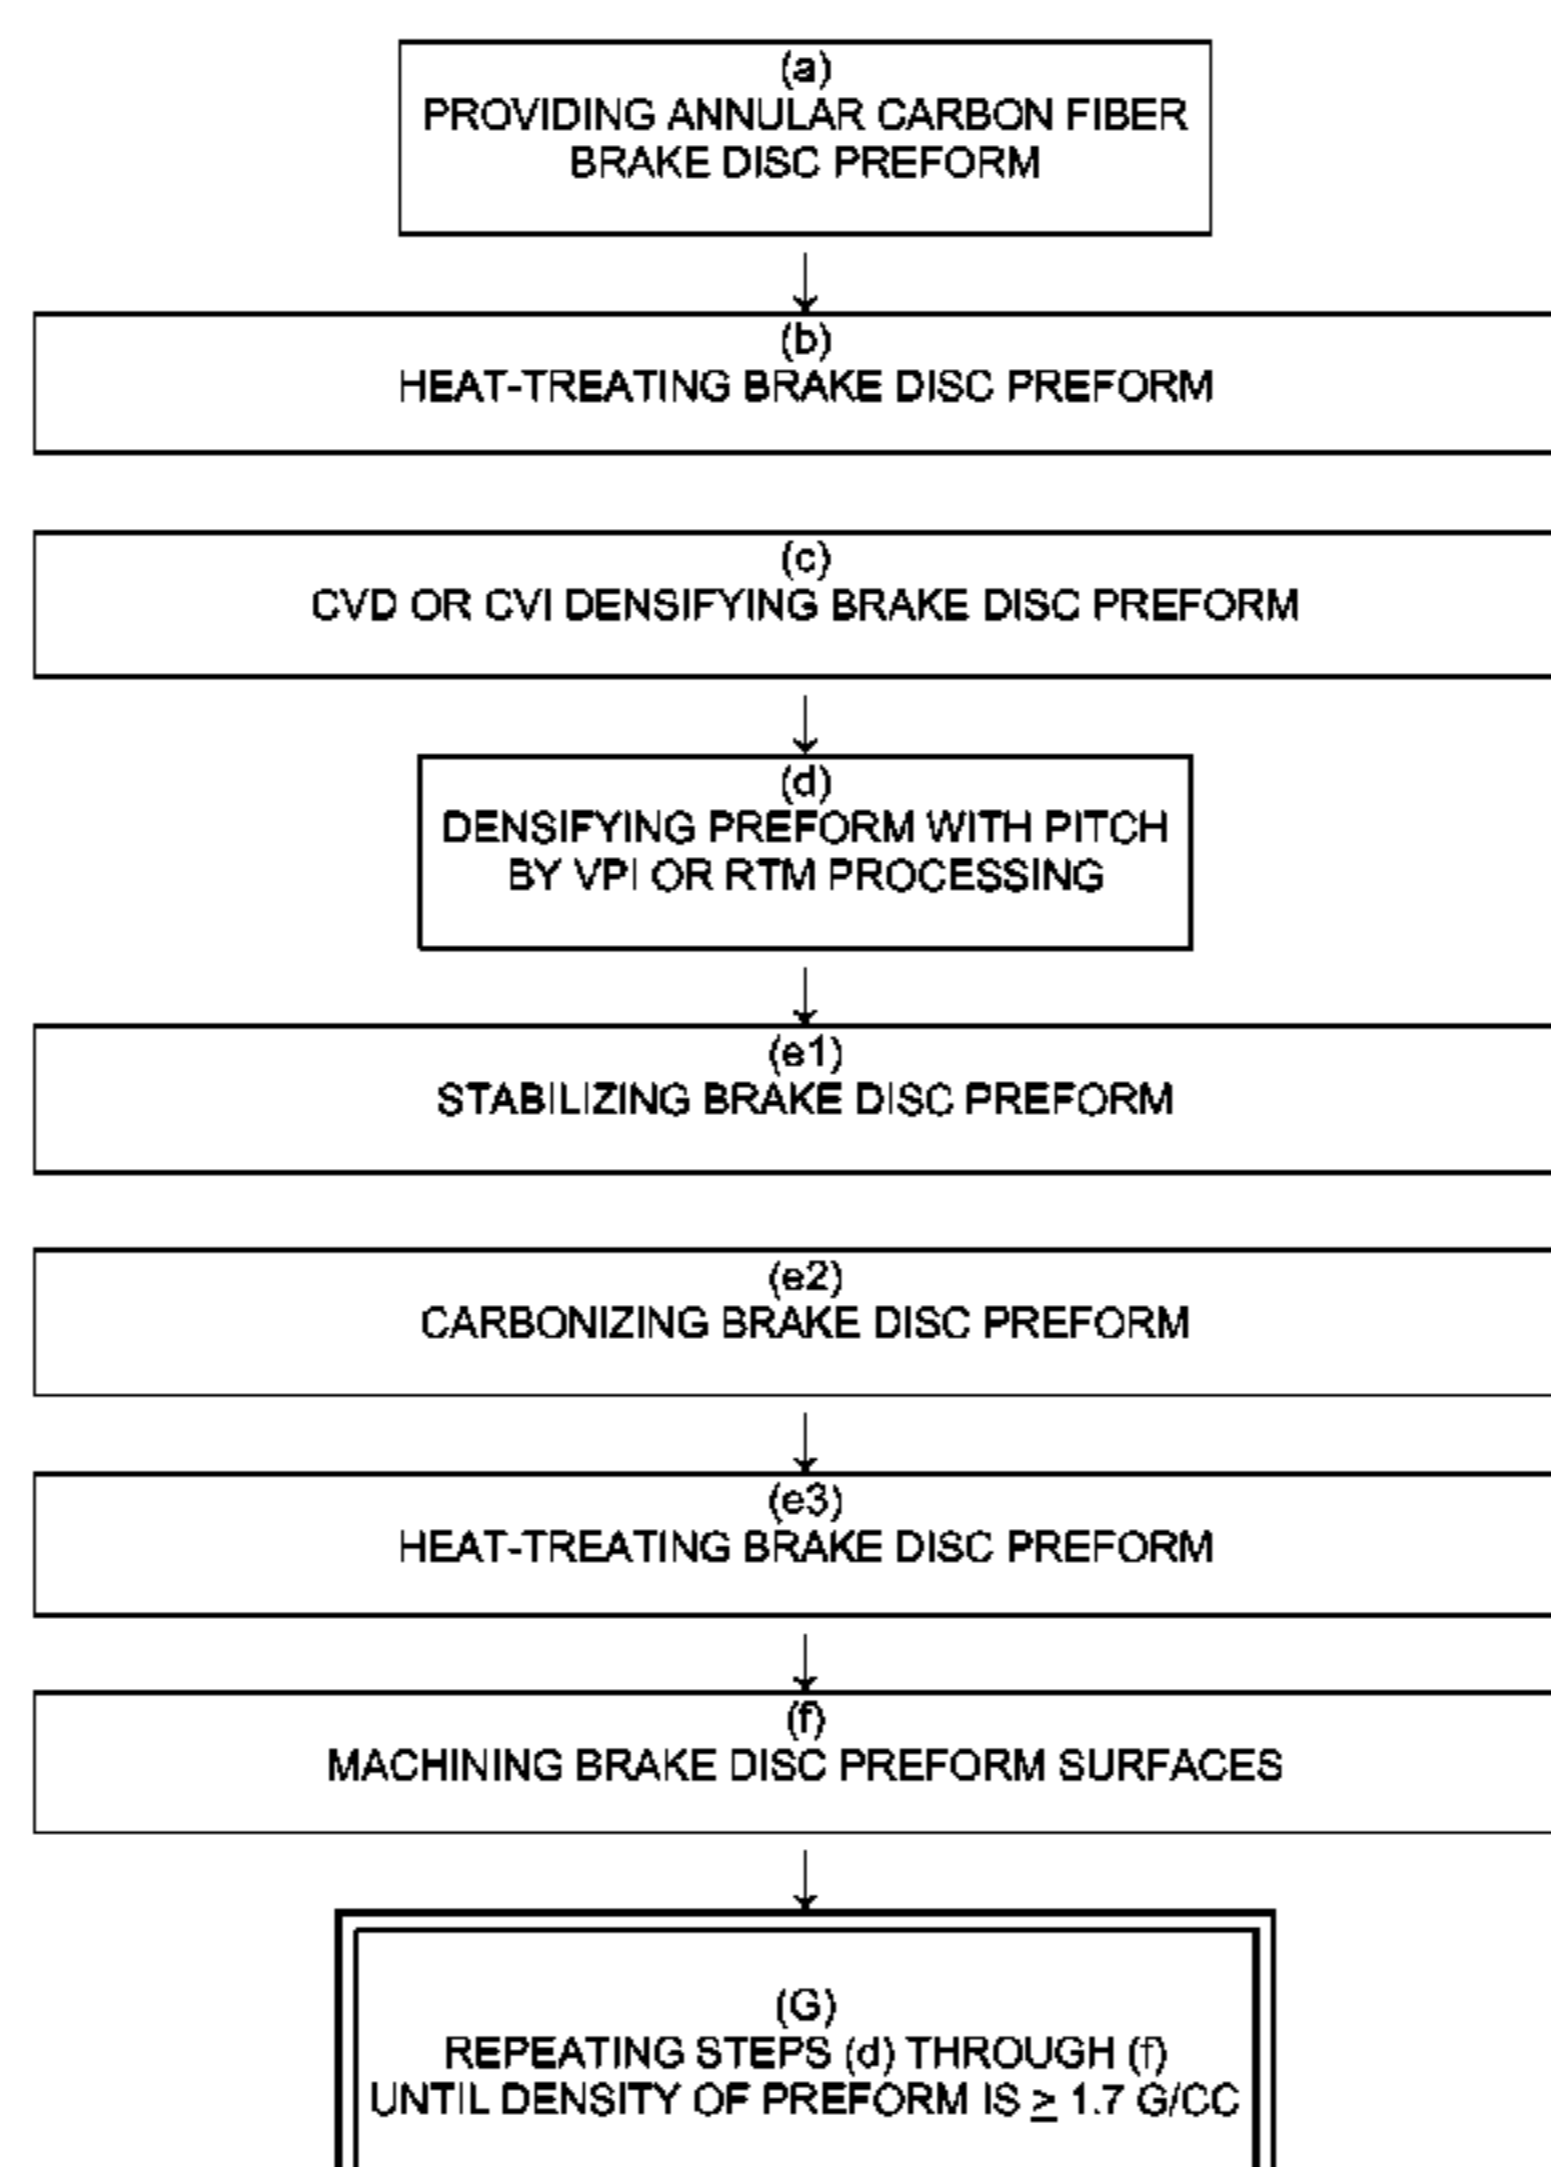 (a)
PROVIDING ANNULAR CARBON FIBER
BRAKE DISC PREFORM
(b)
HEAT-TREATING BRAKE DISC PREFORM
(c)
CVD OR CVI DENSIFYING BRAKE DISC PREFORM
(d)
DENSIFYING PREFORM WITH PITCH
BY VPI OR RTM PROCESSING
(e1)
STABILIZING BRAKE DISC PREFORM
(e2)
CARBONIZING BRAKE DISC PREFORM
(e3)
HEAT-TREATING BRAKE DISC PREFORM
(f)
MACHINING BRAKE DISC PREFORM SURFACES
(G)
REPEATING STEPS (d) THROUGH (f)
UNTIL DENSITY OF PREFORM IS ≥ 1.7 G/CC